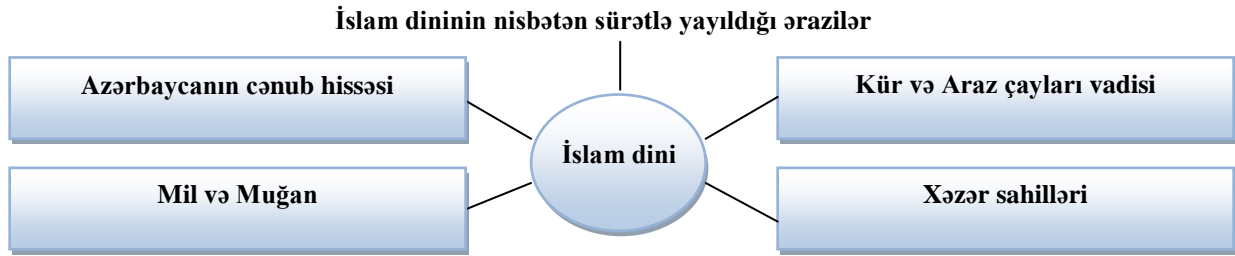 İslam dininin nisbətən sürətlə yayıldığı ərazilər
Azərbaycanın cənub hissəsi
Kür və Araz çayları vadisi
İslam dini
Mil və Muğan
Xəzər sahilləri